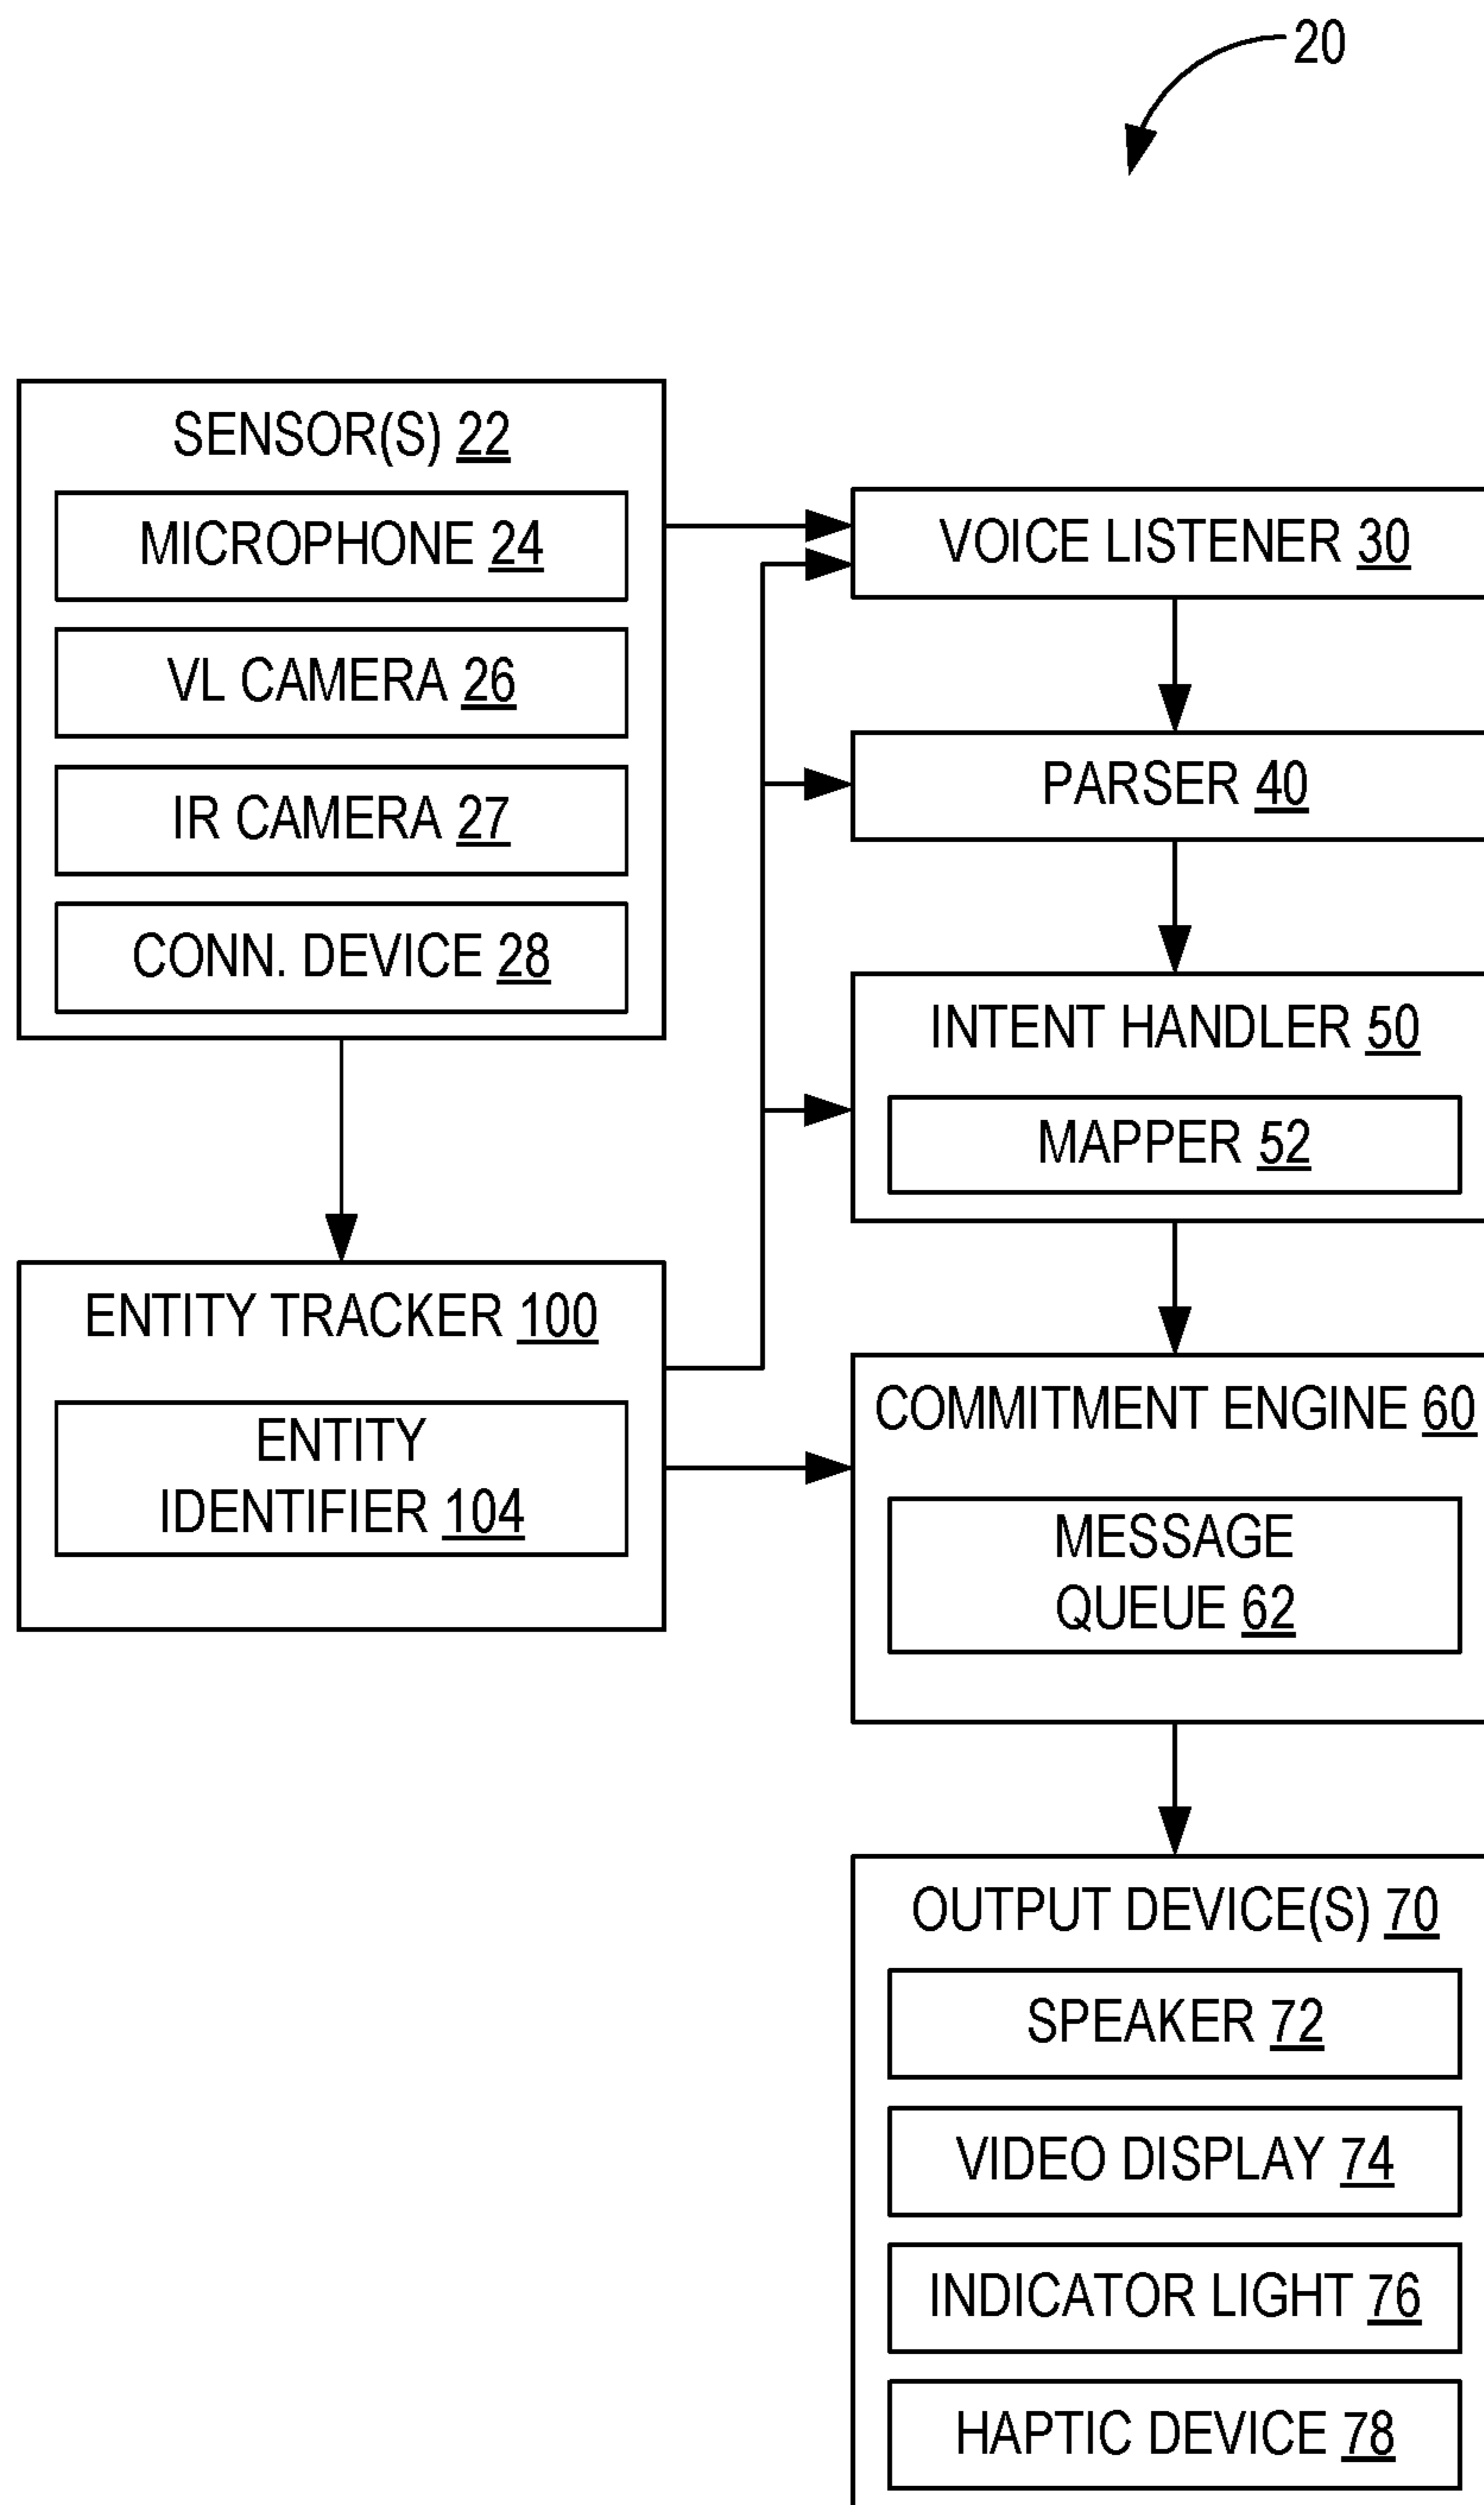 20
SENSOR(S) 22
MICROPHONE 24
VL CAMERA 26
IR CAMERA 27
CONN. DEVICE 28
ENTITY TRACKER 100
ENTITY
IDENTIFIER 104
VOICE LISTENER 30
PARSER 40
INTENT HANDLER 50
MAPPER 52
COMMITMENT ENGINE 60
MESSAGE
QUEUE 62
OUTPUT DEVICE(S) 70
SPEAKER 72
VIDEO DISPLAY 74
INDICATOR LIGHT 76
HAPTIC DEVICE 78